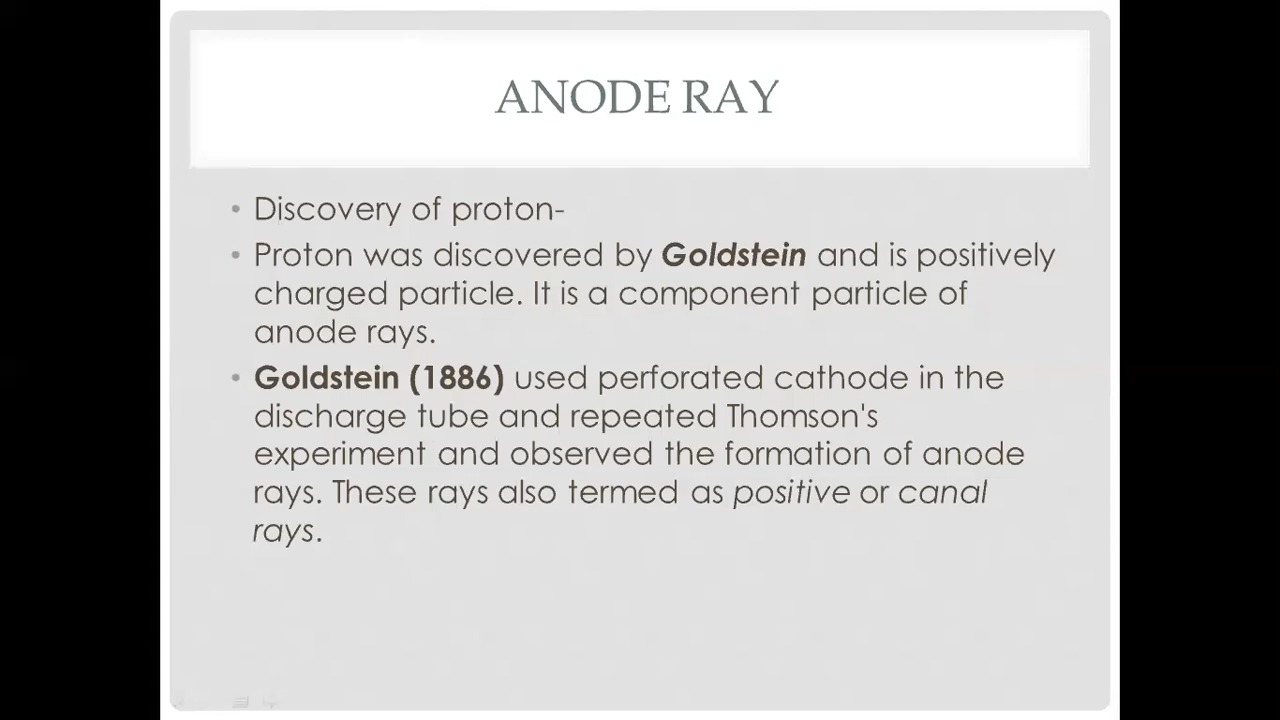 ANODE RAY
• Discovery of proton-
• Proton was discovered by Goldstein and is positively
charged particle. It is a component particle of
anode rays.
• Goldstein (1886) used perforated cathode in the
discharge tube and repeated Thomson's
experiment and observed the formation of anode
rays. These rays also termed as positive or canal
rays.